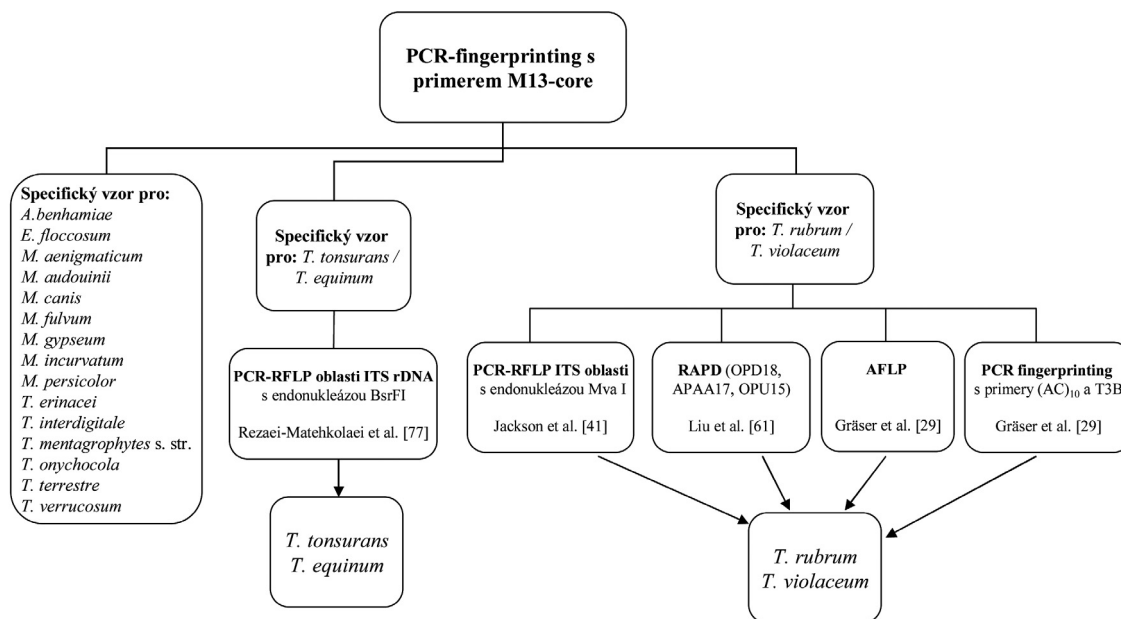 PCR-fingerprinting s
primerem M13-core
Specifický vzor pro:
A.benhamiae
E. floccosum
M. aenigmaticum
M. audouinii
M. canis
M. fulvum
M. gypseum
M. incurvatum
M. persicolor
T. erinacei
T. interdigitale
T. mentagrophytes s. str.
T. onychocola
T. terrestre
T. verrucosum
Specifický vzor
pro: T. tonsurans /
T. equinum
PCR-RFLP oblasti ITS rDNA
s endonukleázou BsrFI
Rezaei-Matehkolaei et al. [77]
T. tonsurans
T. equinum
Specifický vzor
pro: T. rubrum /
T. violaceum
PCR-RFLP ITS oblasti
s endonukleázou Mva I
Jackson et al. [41]
RAPD (OPD18,
APAA17, OPU15)
Liu et al. [61]
AFLP
Gräser et al. [29]
PCR fingerprinting
s primery (AC)₁₀ a T3B
Gräser et al. [29]
T. rubrum
T. violaceum